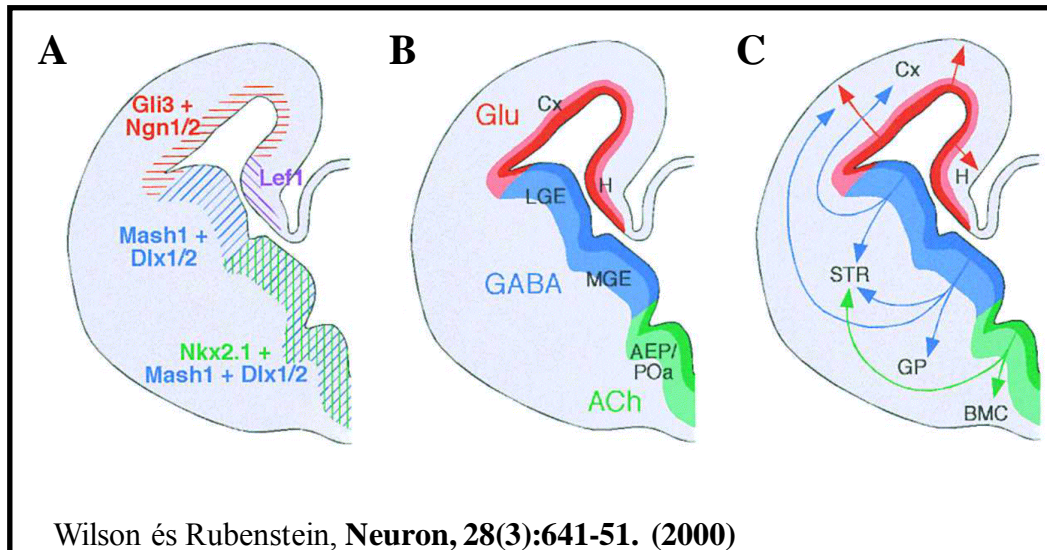 A
Gli3 +
Ngn1/2
Lef1
Mash1 +
Dlx1/2
Nkx2.1 +
Mash1 + Dlx1/2
B
Cx
Glu
H
LGE
GABA
MGE
AEP/
POa
ACh
C
Cx
H
STR
GP
BMC
Wilson és Rubenstein, Neuron, 28(3):641-51. (2000)